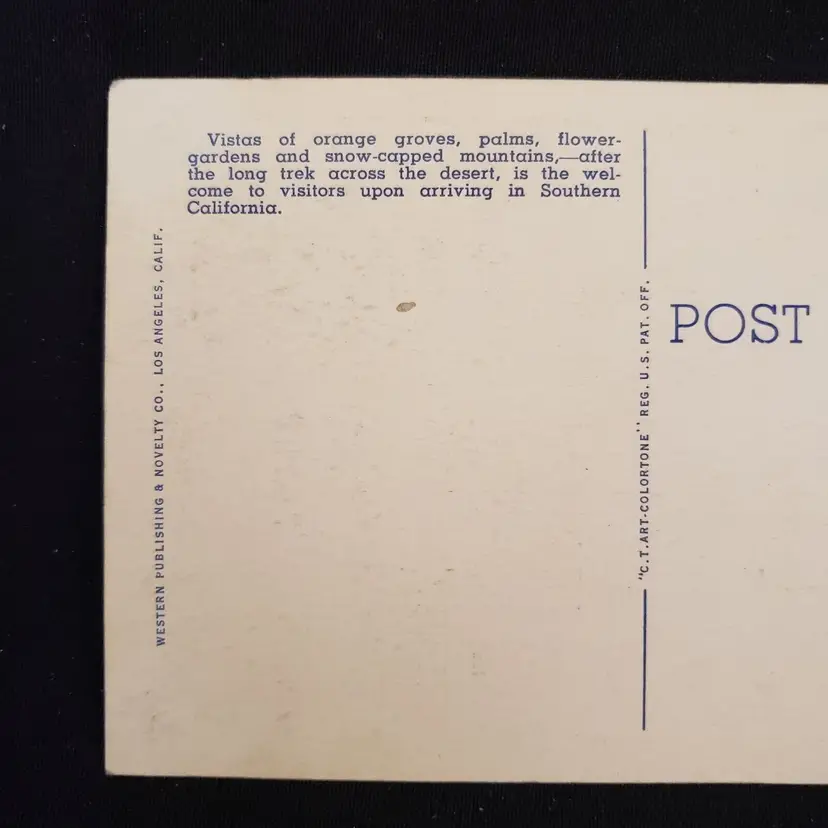 Vistas of orange groves, palms, flower-
gardens and snow-capped mountains,—after
the long trek across the desert, is the wel-
come to visitors upon arriving in Southern
California.
WESTERN PUBLISHING & NOVELTY CO., LOS ANGELES, CALIF.
"C.T.ART-COLORTONE" REG. U.S. PAT. OFF.
POST